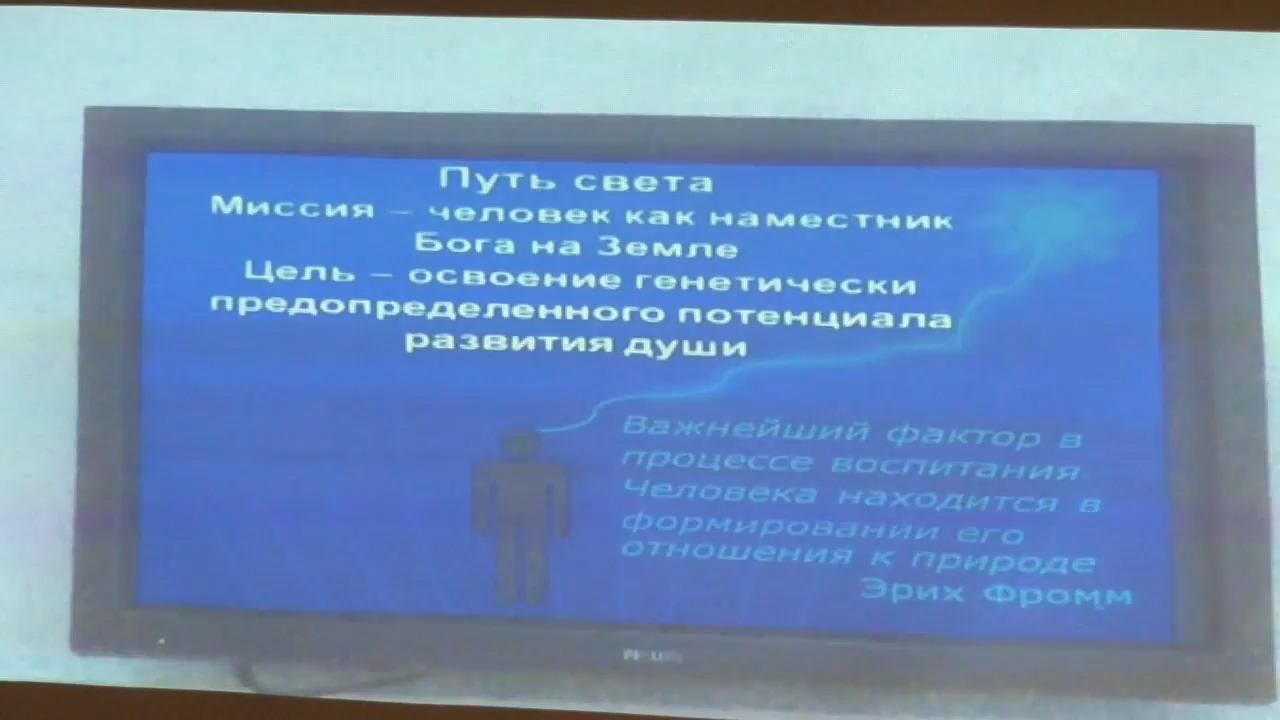 Путь света
Миссия – человек как наместник
Бога на Земле
Цель – освоение генетически
предопределенного потенциала
развития души
Важнейший фактор в
процессе воспитания
Человека находится в
формировании его
отношения к природе
Эрих Фромм
PHILIPS